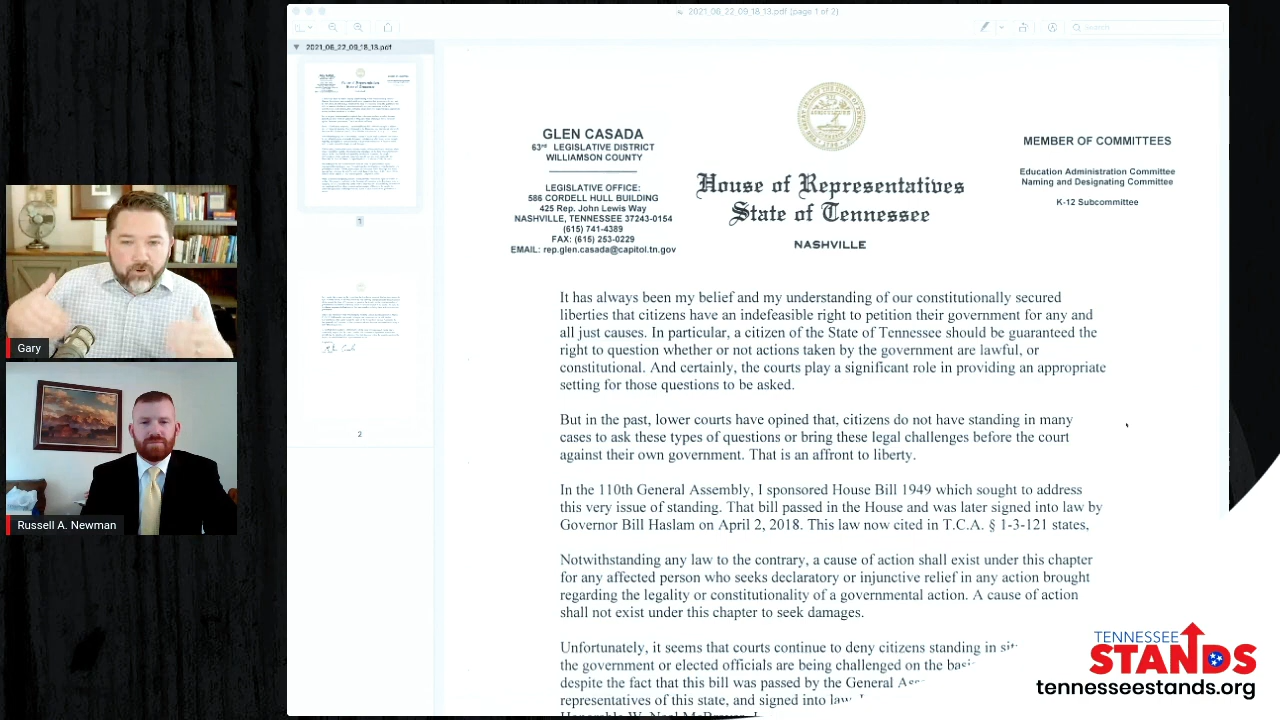 2021_06_22_09_18_13.pdf (page 1 of 2)
Search
2021_06_22_09_18_13.pdf
1
2
GLEN CASADA
63rd LEGISLATIVE DISTRICT
WILLIAMSON COUNTY
LEGISLATIVE OFFICE:
586 CORDELL HULL BUILDING
425 Rep. John Lewis Way
NASHVILLE, TENNESSEE 37243-0154
(615) 741-4389
FAX: (615) 253-0229
EMAIL: rep.glen.casada@capitol.tn.gov
House of Representatives
State of Tennessee
NASHVILLE
MEMBER OF COMMITTEES
Education Administration Committee
Naming and Designating Committee
K-12 Subcommittee
It has always been my belief and understanding of our constitutionally secured
liberties that citizens have an indefeasible right to petition their government for any and
all just causes. In particular, a citizen of the State of Tennessee should be guaranteed the
right to question whether or not actions taken by the government are lawful, or
constitutional. And certainly, the courts play a significant role in providing an appropriate
setting for those questions to be asked.
But in the past, lower courts have opined that, citizens do not have standing in many
cases to ask these types of questions or bring these legal challenges before the court
against their own government. That is an affront to liberty.
In the 110th General Assembly, I sponsored House Bill 1949 which sought to address
this very issue of standing. That bill passed in the House and was later signed into law by
Governor Bill Haslam on April 2, 2018. This law now cited in T.C.A. § 1-3-121 states,
Notwithstanding any law to the contrary, a cause of action shall exist under this chapter
for any affected person who seeks declaratory or injunctive relief in any action brought
regarding the legality or constitutionality of a governmental action. A cause of action
shall not exist under this chapter to seek damages.
Unfortunately, it seems that courts continue to deny citizens standing in
the government or elected officials are being challenged on the
despite the fact that this bill was passed by the General
representatives of this state, and signed into law
Honorable W. Neal
Gary
Russell A. Newman
TENNESSEE
STANDS
tennesseestands.org